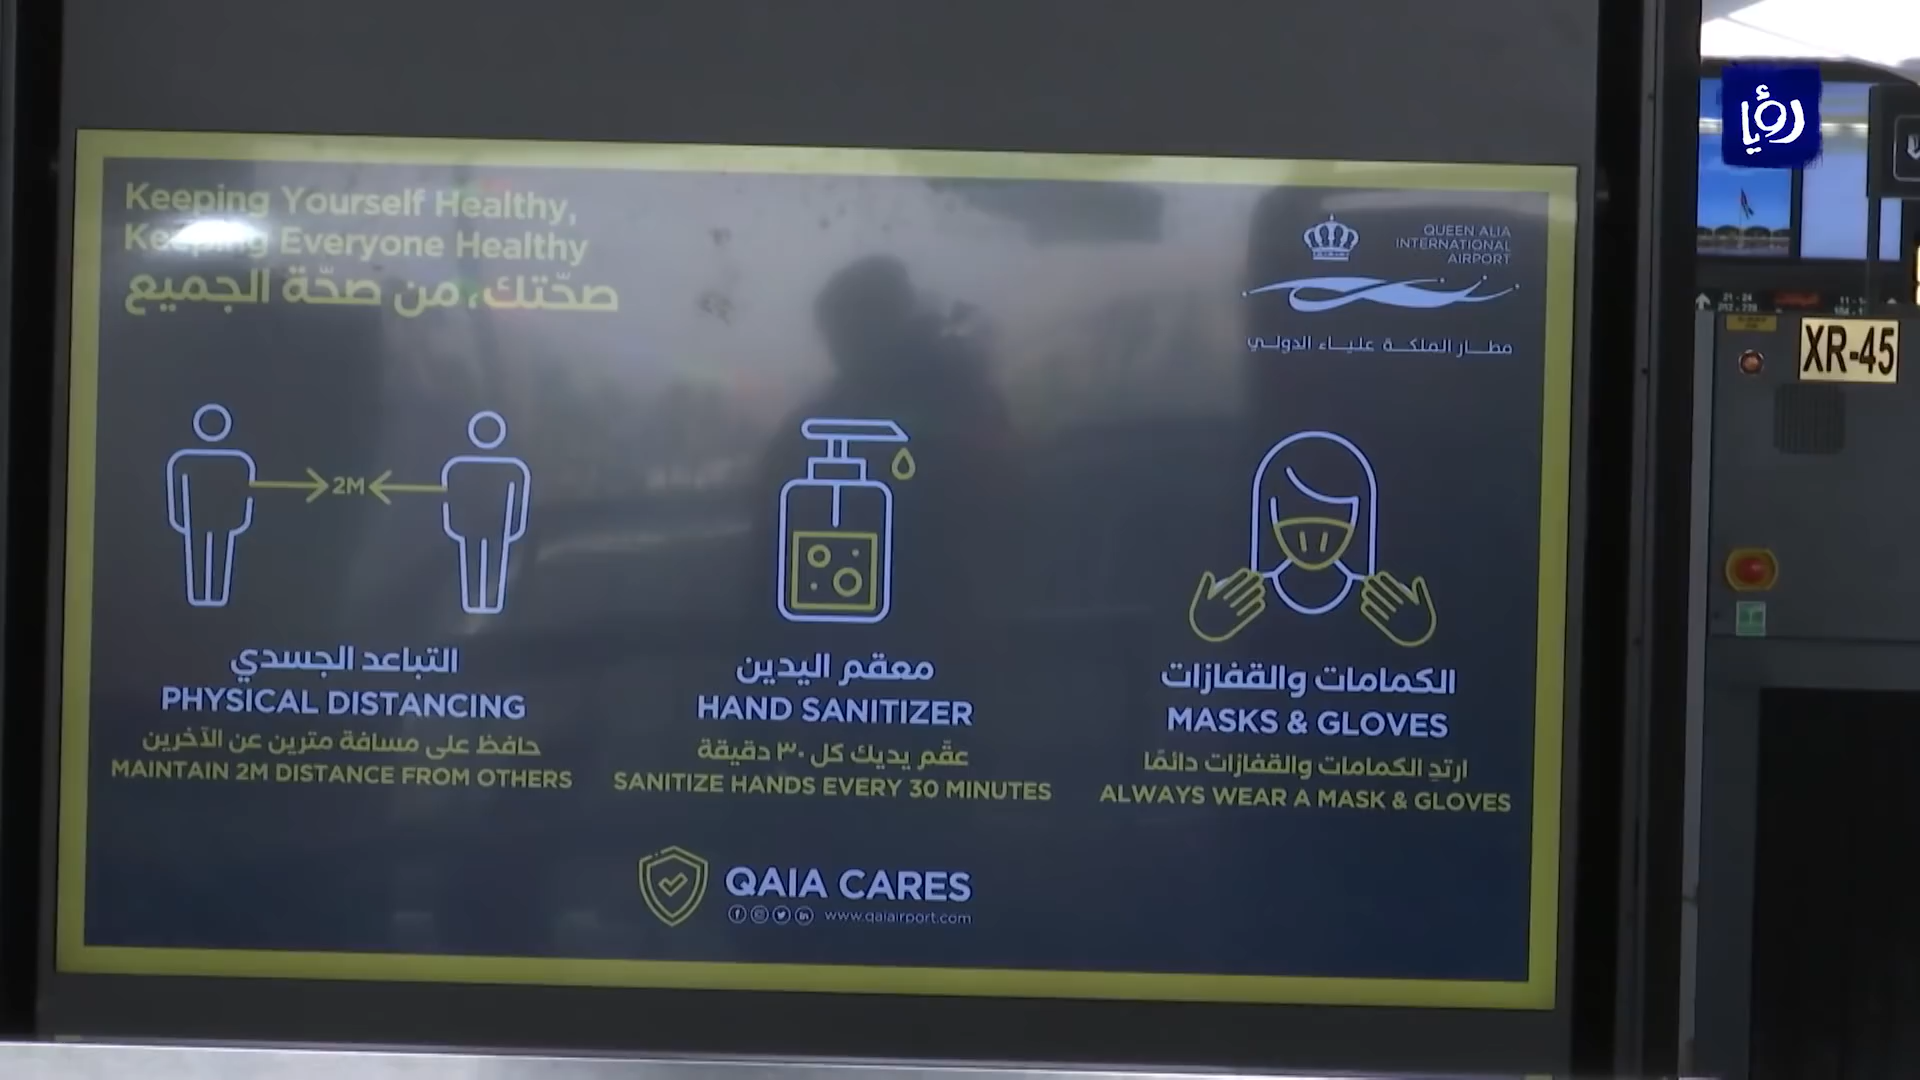 Keeping Yourself Healthy,
Keeping Everyone Healthy
صحّتك، من صحّة الجميع
QUEEN ALIA
INTERNATIONAL
AIRPORT
مطار الملكة علياء الدولي
رؤيا
XR-45
2M
التباعد الجسدي
PHYSICAL DISTANCING
حافظ على مسافة مترين عن الآخرين
MAINTAIN 2M DISTANCE FROM OTHERS
معقم اليدين
HAND SANITIZER
عقّم يديك كل ٣٠ دقيقة
SANITIZE HANDS EVERY 30 MINUTES
الكمامات والقفازات
MASKS & GLOVES
ارتدِ الكمامات والقفازات دائمًا
ALWAYS WEAR A MASK & GLOVES
QAIA CARES
www.qaiairport.com